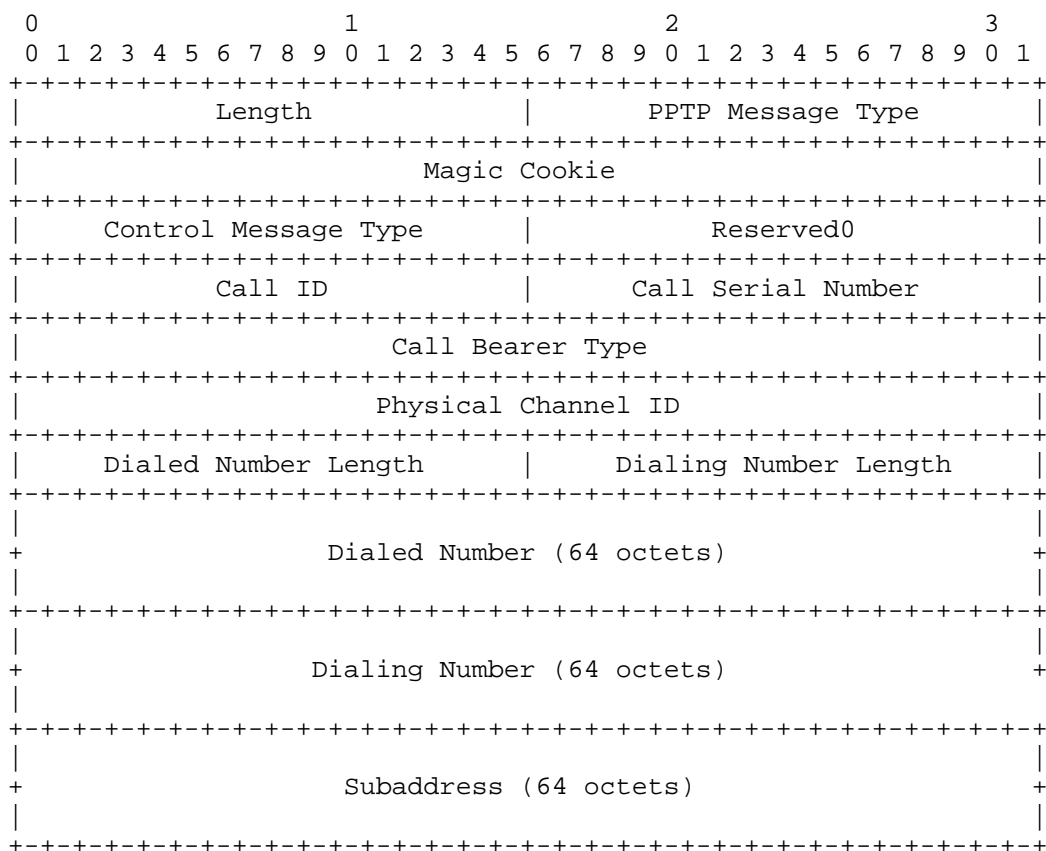 0                   1                   2                   3
 0 1 2 3 4 5 6 7 8 9 0 1 2 3 4 5 6 7 8 9 0 1 2 3 4 5 6 7 8 9 0 1
+-+-+-+-+-+-+-+-+-+-+-+-+-+-+-+-+-+-+-+-+-+-+-+-+-+-+-+-+-+-+-+-+
|            Length             |       PPTP Message Type       |
+-+-+-+-+-+-+-+-+-+-+-+-+-+-+-+-+-+-+-+-+-+-+-+-+-+-+-+-+-+-+-+-+
|                         Magic Cookie                          |
+-+-+-+-+-+-+-+-+-+-+-+-+-+-+-+-+-+-+-+-+-+-+-+-+-+-+-+-+-+-+-+-+
|     Control Message Type      |           Reserved0           |
+-+-+-+-+-+-+-+-+-+-+-+-+-+-+-+-+-+-+-+-+-+-+-+-+-+-+-+-+-+-+-+-+
|            Call ID            |      Call Serial Number       |
+-+-+-+-+-+-+-+-+-+-+-+-+-+-+-+-+-+-+-+-+-+-+-+-+-+-+-+-+-+-+-+-+
|                       Call Bearer Type                        |
+-+-+-+-+-+-+-+-+-+-+-+-+-+-+-+-+-+-+-+-+-+-+-+-+-+-+-+-+-+-+-+-+
|                      Physical Channel ID                      |
+-+-+-+-+-+-+-+-+-+-+-+-+-+-+-+-+-+-+-+-+-+-+-+-+-+-+-+-+-+-+-+-+
|     Dialed Number Length      |     Dialing Number Length     |
+-+-+-+-+-+-+-+-+-+-+-+-+-+-+-+-+-+-+-+-+-+-+-+-+-+-+-+-+-+-+-+-+
|                                                               |
+                   Dialed Number (64 octets)                   +
|                                                               |
+-+-+-+-+-+-+-+-+-+-+-+-+-+-+-+-+-+-+-+-+-+-+-+-+-+-+-+-+-+-+-+-+
|                                                               |
+                  Dialing Number (64 octets)                   +
|
+-+-+-+-+-+-+-+-+-+-+-+-+-+-+-+-+-+-+-+-+-+-+-+-+-+-+-+-+-+-+-+-+
|                                                               |
+                    Subaddress (64 octets)                     +
|                                                               |
+-+-+-+-+-+-+-+-+-+-+-+-+-+-+-+-+-+-+-+-+-+-+-+-+-+-+-+-+-+-+-+-+